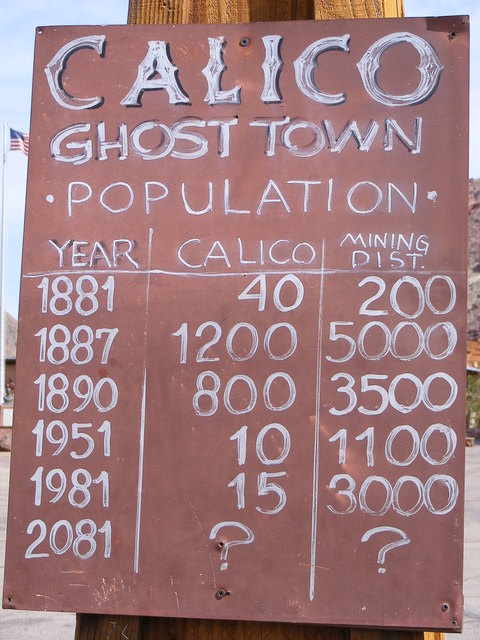 CALICO
GHOST TOWN
· POPULATION ·
YEAR CALICO MINING DIST.
1881 40 200
1887 1200 5000
1890 800 3500
1951 10 1100
1981 15 3000
2081 ? ?